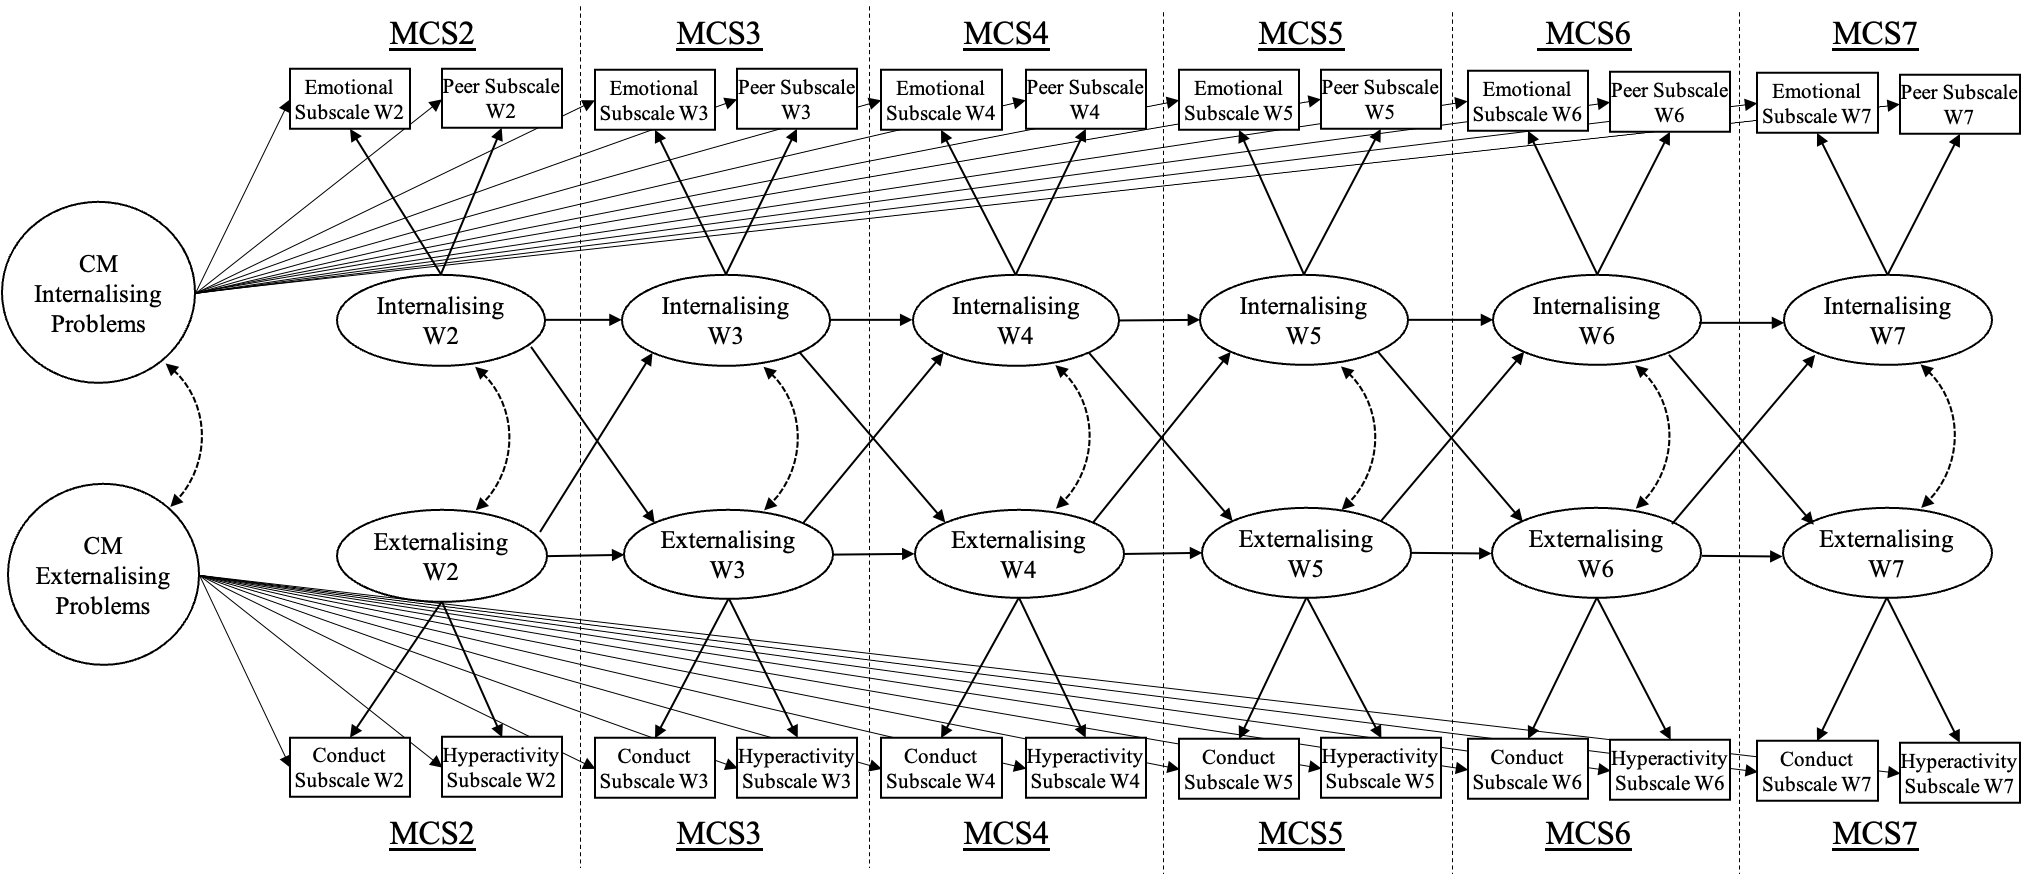 MCS2
MCS3
MCS4
MCS5
MCS6
MCS7
Emotional
Subscale W2
Peer Subscale
W2
Emotional
Subscale W3
Peer Subscale
W3
Emotional
Subscale W4
Peer Subscale
W4
Emotional
Subscale W5
Peer Subscale
W5
Emotional
Subscale W6
Peer Subscale
W6
Emotional
Subscale W7
Peer Subscale
W7
CM
Internalising
Problems
Internalising
W2
Internalising
W3
Internalising
W4
Internalising
W5
Internalising
W6
Internalising
W7
CM
Externalising
Problems
Externalising
W2
Externalising
W3
Externalising
W4
Externalising
W5
Externalising
W6
Externalising
W7
Conduct
Subscale W2
Hyperactivity
Subscale W2
Conduct
Subscale W3
Hyperactivity
Subscale W3
Conduct
Subscale W4
Hyperactivity
Subscale W4
Conduct
Subscale W5
Hyperactivity
Subscale W5
Conduct
Subscale W6
Hyperactivity
Subscale W6
Conduct
Subscale W7
Hyperactivity
Subscale W7
MCS2
MCS3
MCS4
MCS5
MCS6
MCS7